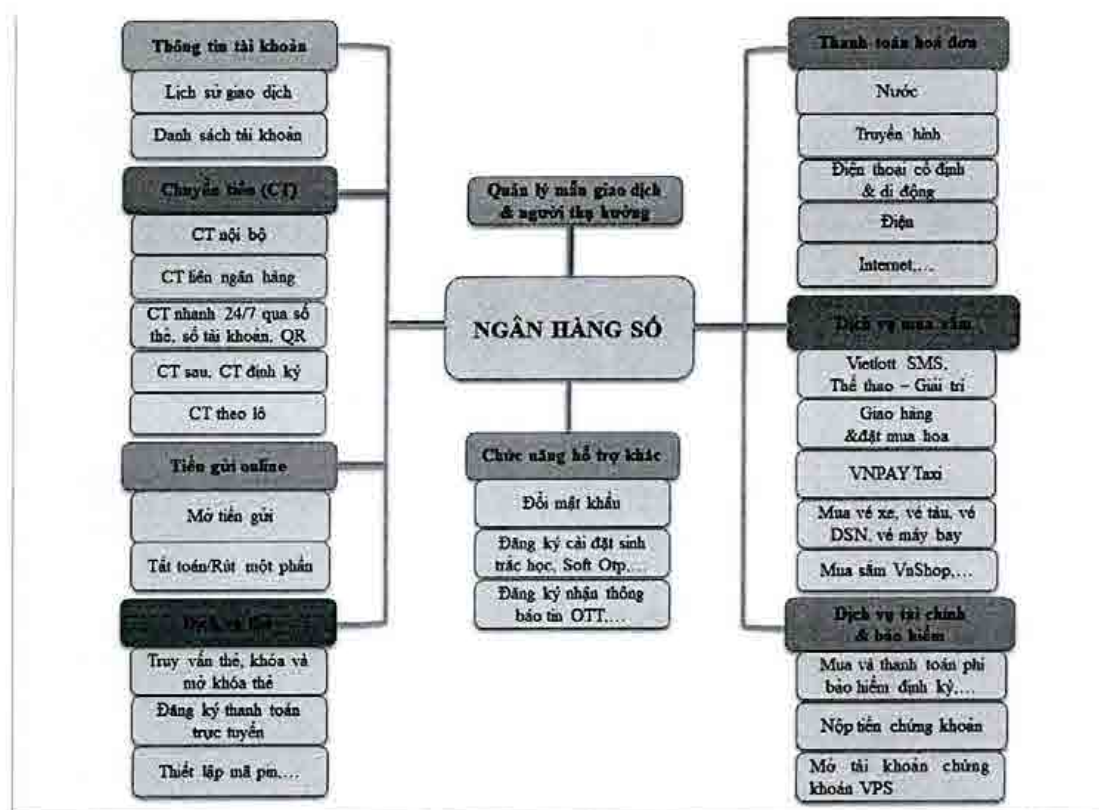 Thông tin tài khoản
Lịch sử giao dịch
Danh sách tài khoản
Chuyển tiền (CT)
CT nội bộ
CT liên ngân hàng
CT nhanh 24/7 qua số
thẻ, số tài khoản, QR
CT sau, CT định kỳ
CT theo lô
Tiền gửi online
Mở tiền gửi
Tất toán/Rút một phần
Dịch vụ thẻ
Truy vấn thẻ, khóa và
mở khóa thẻ
Đăng ký thanh toán
trực tuyến
Thiết lập mã pin,…
Quản lý mẫu giao dịch
& người thụ hưởng
NGÂN HÀNG SỐ
Chức năng hỗ trợ khác
Đổi mật khẩu
Đăng ký cài đặt sinh
trắc học, Soft Otp,…
Đăng ký nhận thông
báo tin OTT,…
Thanh toán hoá đơn
Nước
Truyền hình
Điện thoại cố định
& di động
Điện
Internet,…
Dịch vụ mua sắm
Vietlott SMS,
Thể thao – Giải trí
Giao hàng
&đặt mua hoa
VNPAY Taxi
Mua vé xe, vé tàu, vé
DSN, vé máy bay
Mua sắm VnShop,…
Dịch vụ tài chính
& bảo hiểm
Mua và thanh toán phí
bảo hiểm định kỳ,…
Nộp tiền chứng khoán
Mở tài khoản chứng
khoán VPS